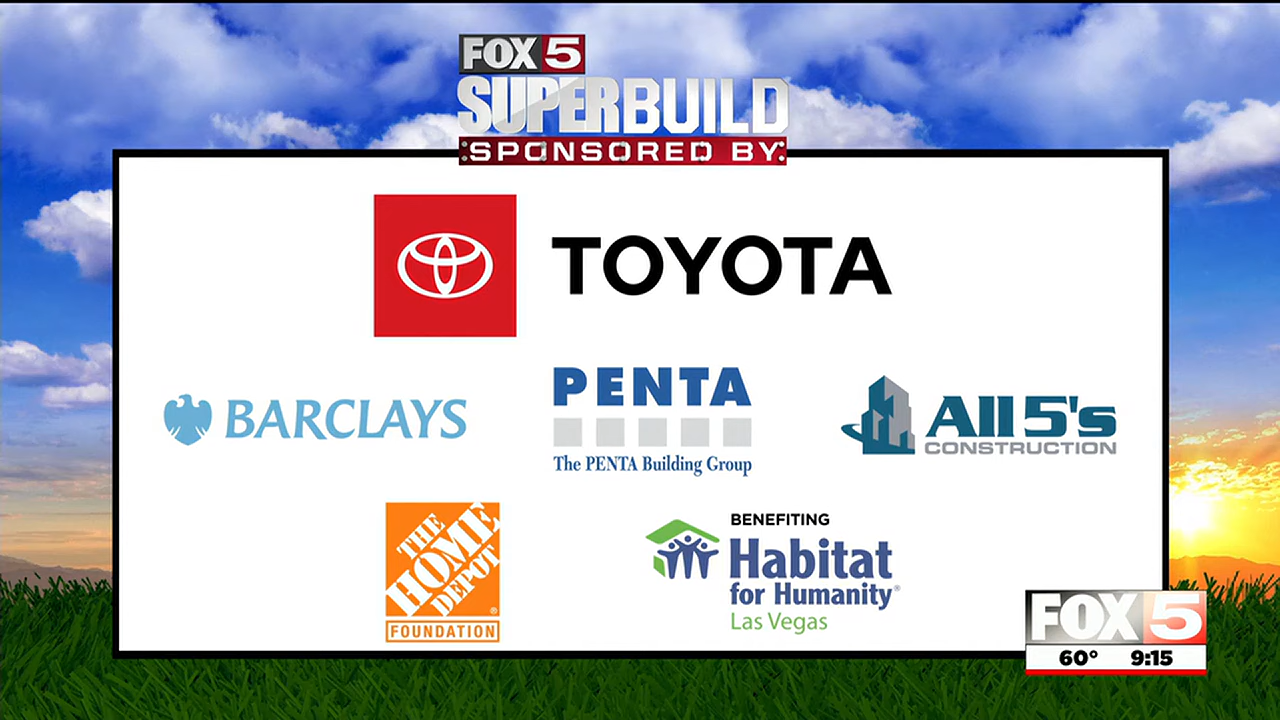 FOX 5
SUPERBUILD
SPONSORED BY:
TOYOTA
BARCLAYS
PENTA
The PENTA Building Group
All 5's
CONSTRUCTION
THE
HOME
DEPOT
FOUNDATION
BENEFITING
Habitat
for Humanity®
Las Vegas
FOX 5
60° 9:15